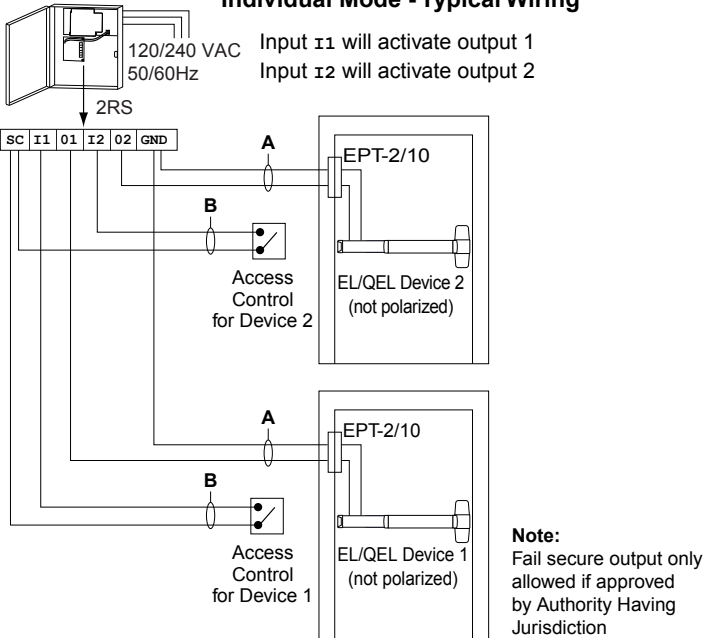 Individual Mode - Typical Wiring
120/240 VAC
50/60Hz
Input I1 will activate output 1
Input I2 will activate output 2
2RS
SC I1 01 I2 02 GND
A
EPT-2/10
B
Access
Control
for Device 2
EL/QEL Device 2
(not polarized)
A
EPT-2/10
B
Access
Control
for Device 1
EL/QEL Device 1
(not polarized)
Note:
Fail secure output only
allowed if approved
by Authority Having
Jurisdiction